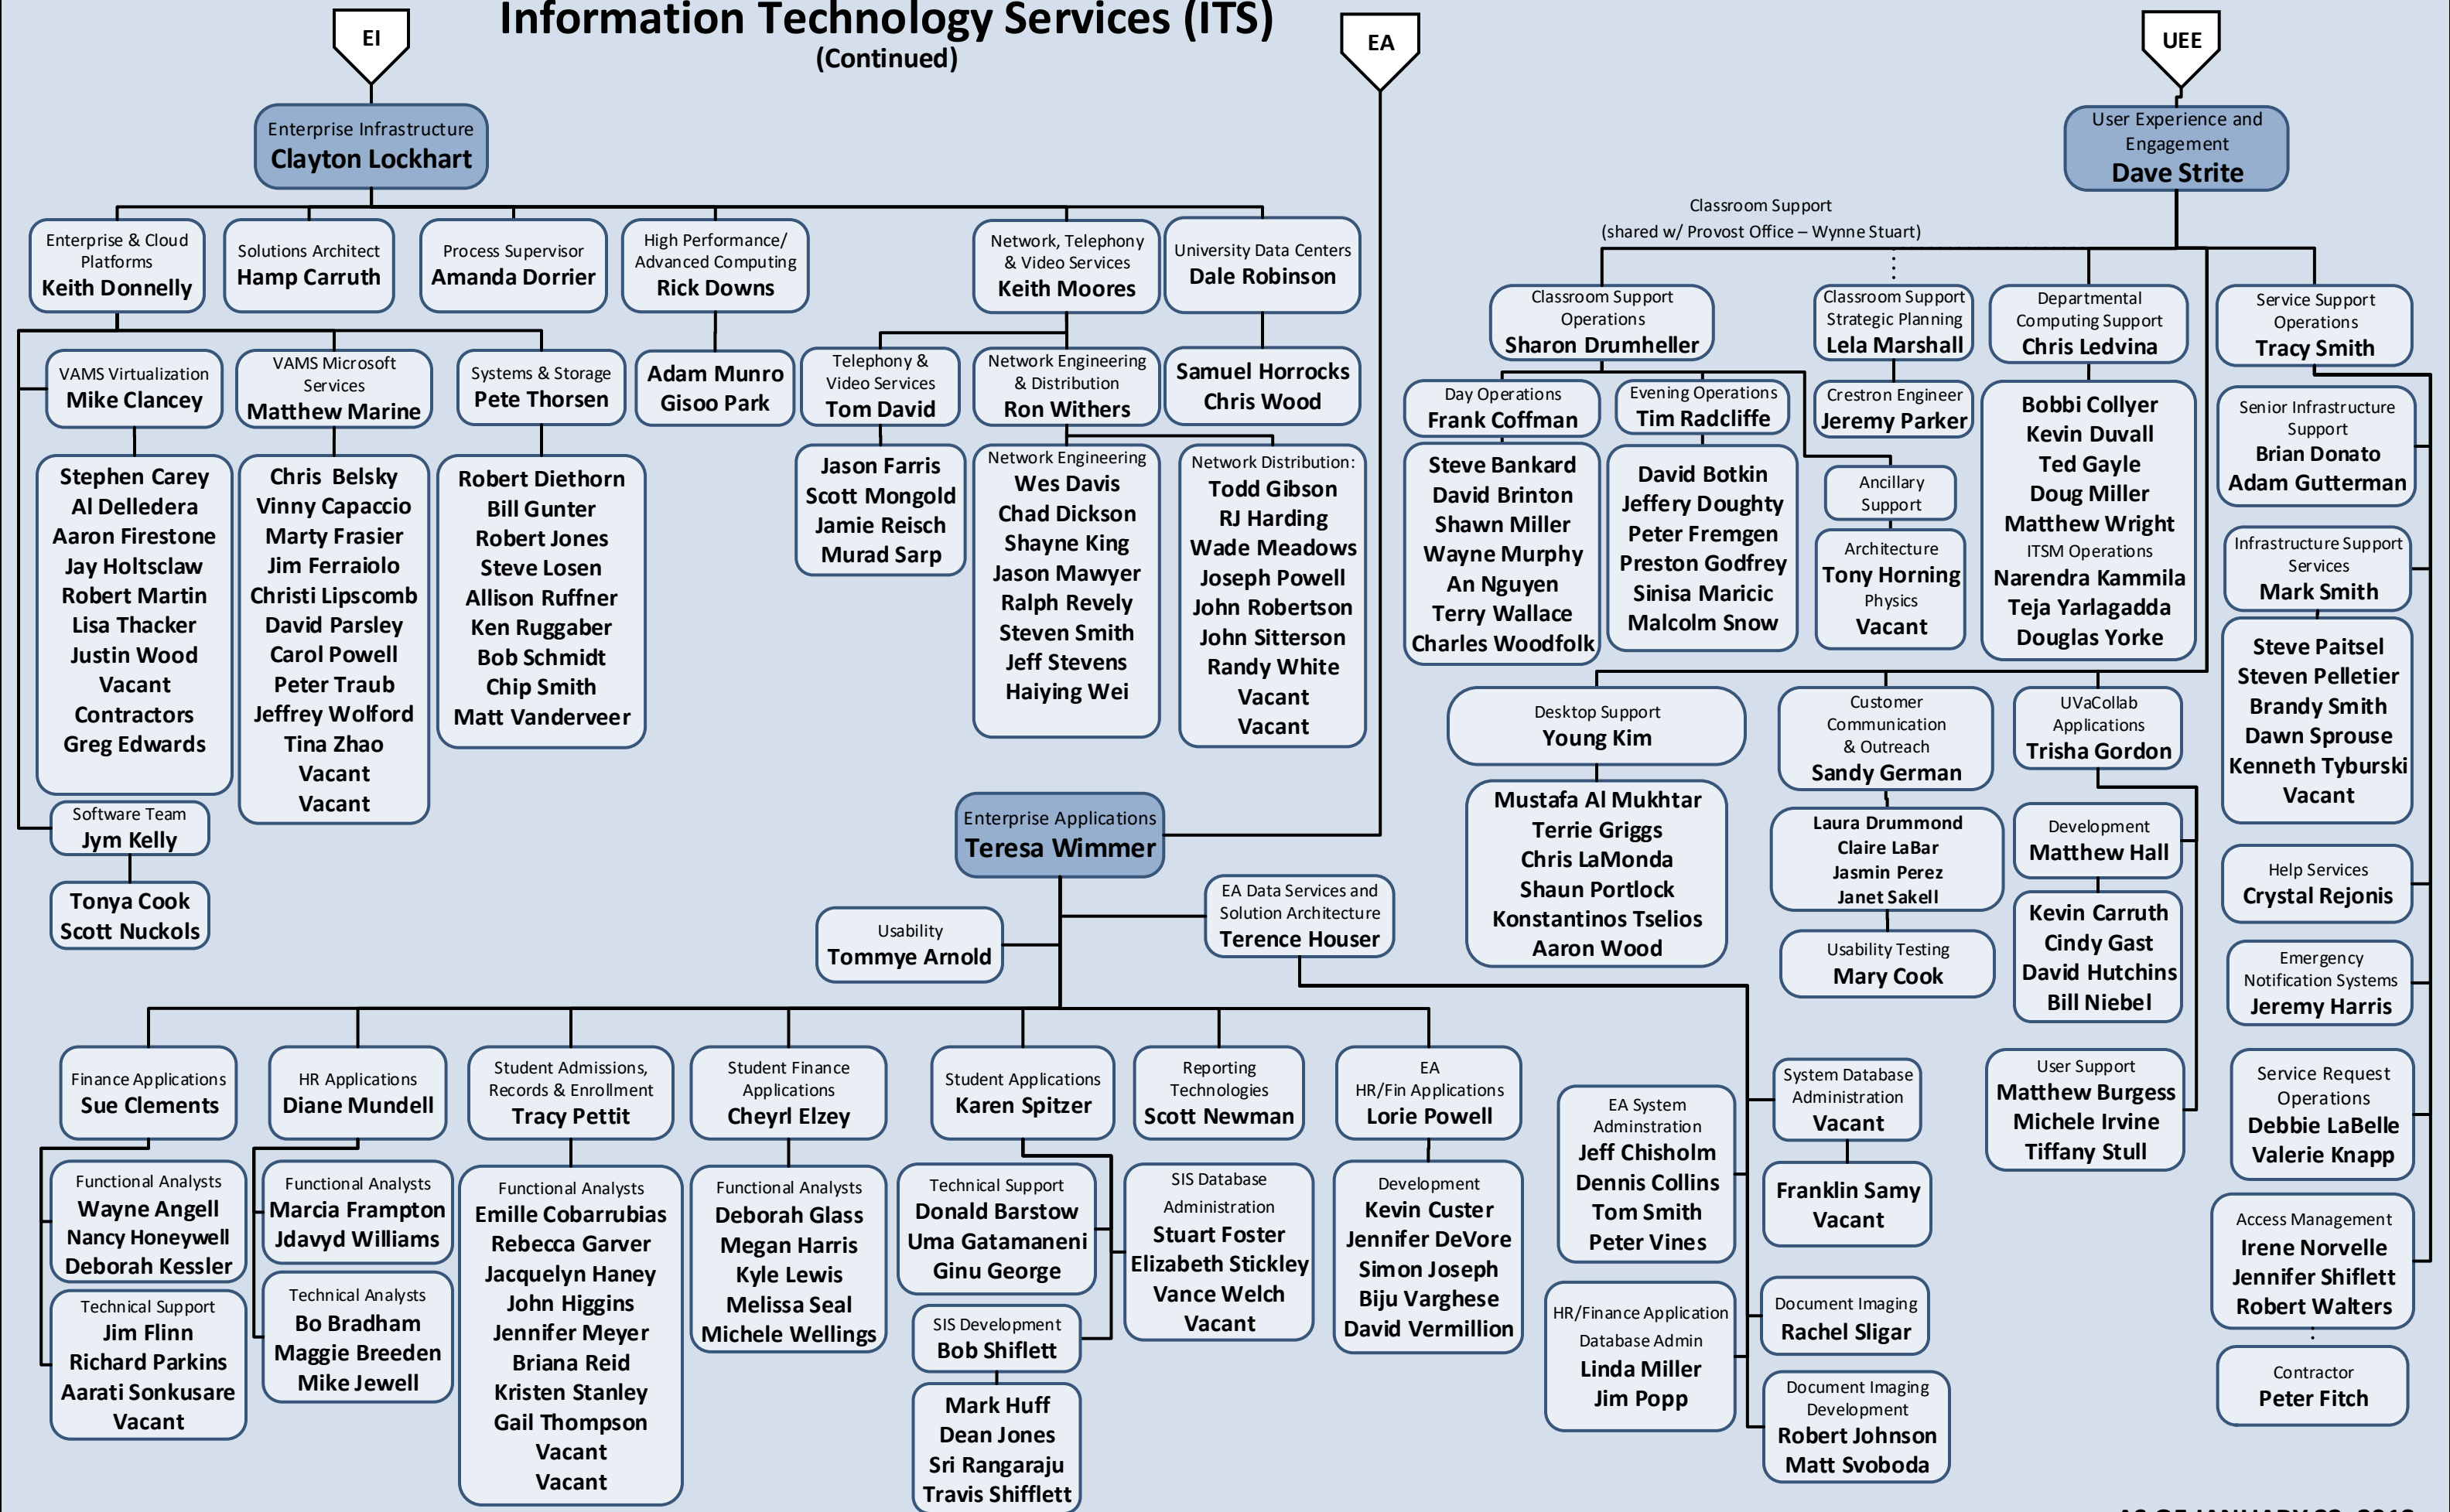 Information Technology Services (ITS)
(Continued)
EI
EA
UEE
Enterprise Infrastructure
Clayton Lockhart
Enterprise & Cloud
Platforms
Keith Donnelly
Solutions Architect
Hamp Carruth
Process Supervisor
Amanda Dorrier
High Performance/
Advanced Computing
Rick Downs
Network, Telephony
& Video Services
Keith Moores
University Data Centers
Dale Robinson
VAMS Virtualization
Mike Clancey
VAMS Microsoft
Services
Matthew Marine
Systems & Storage
Pete Thorsen
Adam Munro
Gisoo Park
Telephony &
Video Services
Tom David
Network Engineering
& Distribution
Ron Withers
Samuel Horrocks
Chris Wood
Stephen Carey
Al Delledera
Aaron Firestone
Jay Holtsclaw
Robert Martin
Lisa Thacker
Justin Wood
Vacant
Contractors
Greg Edwards
Chris Belsky
Vinny Capaccio
Marty Frasier
Jim Ferraiolo
Christi Lipscomb
David Parsley
Carol Powell
Peter Traub
Jeffrey Wolford
Tina Zhao
Vacant
Vacant
Robert Diethorn
Bill Gunter
Robert Jones
Steve Losen
Allison Ruffner
Ken Ruggaber
Bob Schmidt
Chip Smith
Matt Vanderveer
Jason Farris
Scott Mongold
Jamie Reisch
Murad Sarp
Network Engineering
Wes Davis
Chad Dickson
Shayne King
Jason Mawyer
Ralph Revely
Steven Smith
Jeff Stevens
Haiying Wei
Network Distribution:
Todd Gibson
RJ Harding
Wade Meadows
Joseph Powell
John Robertson
John Sitterson
Randy White
Vacant
Vacant
Software Team
Jym Kelly
Tonya Cook
Scott Nuckols
User Experience and
Engagement
Dave Strite
Classroom Support
(shared w/ Provost Office – Wynne Stuart)
Classroom Support
Operations
Sharon Drumheller
Classroom Support
Strategic Planning
Lela Marshall
Departmental
Computing Support
Chris Ledvina
Service Support
Operations
Tracy Smith
Day Operations
Frank Coffman
Evening Operations
Tim Radcliffe
Crestron Engineer
Jeremy Parker
Steve Bankard
David Brinton
Shawn Miller
Wayne Murphy
An Nguyen
Terry Wallace
Charles Woodfolk
David Botkin
Jeffery Doughty
Peter Fremgen
Preston Godfrey
Sinisa Maricic
Malcolm Snow
Ancillary
Support
Architecture
Tony Horning
Physics
Vacant
Bobbi Collyer
Kevin Duvall
Ted Gayle
Doug Miller
Matthew Wright
ITSM Operations
Narendra Kammila
Teja Yarlagadda
Douglas Yorke
Senior Infrastructure
Support
Brian Donato
Adam Gutterman
Infrastructure Support
Services
Mark Smith
Steve Paitsel
Steven Pelletier
Brandy Smith
Dawn Sprouse
Kenneth Tyburski
Vacant
Help Services
Crystal Rejonis
Emergency
Notification Systems
Jeremy Harris
Service Request
Operations
Debbie LaBelle
Valerie Knapp
Access Management
Irene Norvelle
Jennifer Shiflett
Robert Walters
Contractor
Peter Fitch
Desktop Support
Young Kim
Mustafa Al Mukhtar
Terrie Griggs
Chris LaMonda
Shaun Portlock
Konstantinos Tselios
Aaron Wood
Customer
Communication
& Outreach
Sandy German
Laura Drummond
Claire LaBar
Jasmin Perez
Janet Sakell
Usability Testing
Mary Cook
UVaCollab
Applications
Trisha Gordon
Development
Matthew Hall
Kevin Carruth
Cindy Gast
David Hutchins
Bill Niebel
User Support
Matthew Burgess
Michele Irvine
Tiffany Stull
Enterprise Applications
Teresa Wimmer
Usability
Tommye Arnold
EA Data Services and
Solution Architecture
Terence Houser
Finance Applications
Sue Clements
HR Applications
Diane Mundell
Student Admissions,
Records & Enrollment
Tracy Pettit
Student Finance
Applications
Cheyrl Elzey
Student Applications
Karen Spitzer
Reporting
Technologies
Scott Newman
EA
HR/Fin Applications
Lorie Powell
Functional Analysts
Wayne Angell
Nancy Honeywell
Deborah Kessler
Technical Support
Jim Flinn
Richard Parkins
Aarati Sonkusare
Vacant
Functional Analysts
Marcia Frampton
Jdavyd Williams
Technical Analysts
Bo Bradham
Maggie Breeden
Mike Jewell
Functional Analysts
Emille Cobarrubias
Rebecca Garver
Jacquelyn Haney
John Higgins
Jennifer Meyer
Briana Reid
Kristen Stanley
Gail Thompson
Vacant
Vacant
Functional Analysts
Deborah Glass
Megan Harris
Kyle Lewis
Melissa Seal
Michele Wellings
Technical Support
Donald Barstow
Uma Gatamaneni
Ginu George
SIS Development
Bob Shiflett
Mark Huff
Dean Jones
Sri Rangaraju
Travis Shifflett
SIS Database
Administration
Stuart Foster
Elizabeth Stickley
Vance Welch
Vacant
Development
Kevin Custer
Jennifer DeVore
Simon Joseph
Biju Varghese
David Vermillion
EA System
Adminstration
Jeff Chisholm
Dennis Collins
Tom Smith
Peter Vines
HR/Finance Application
Database Admin
Linda Miller
Jim Popp
System Database
Administration
Vacant
Franklin Samy
Vacant
Document Imaging
Rachel Sligar
Document Imaging
Development
Robert Johnson
Matt Svoboda